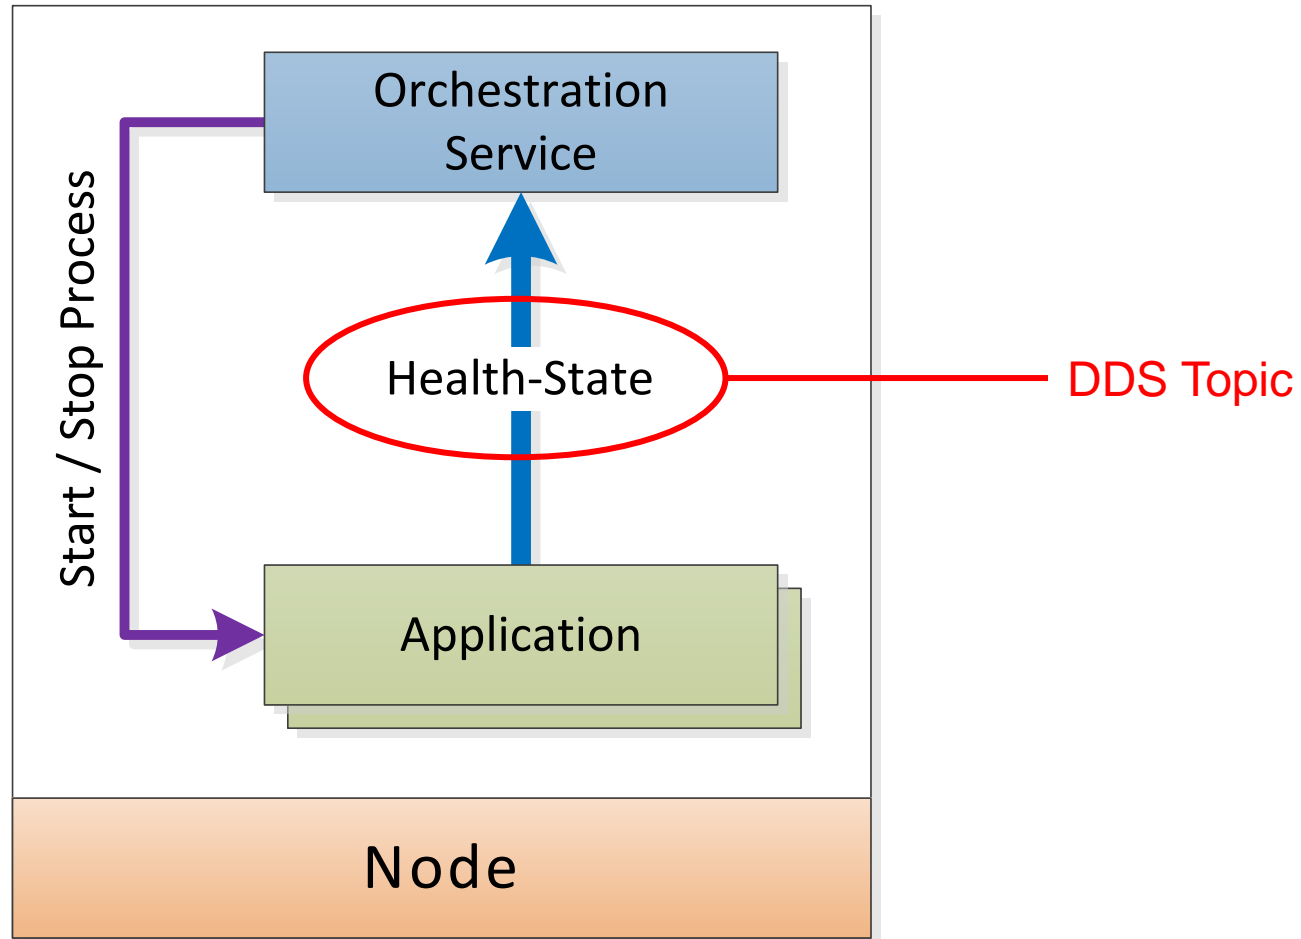 Orchestration
Service
Start / Stop Process
Health-State
DDS Topic
Application
Node